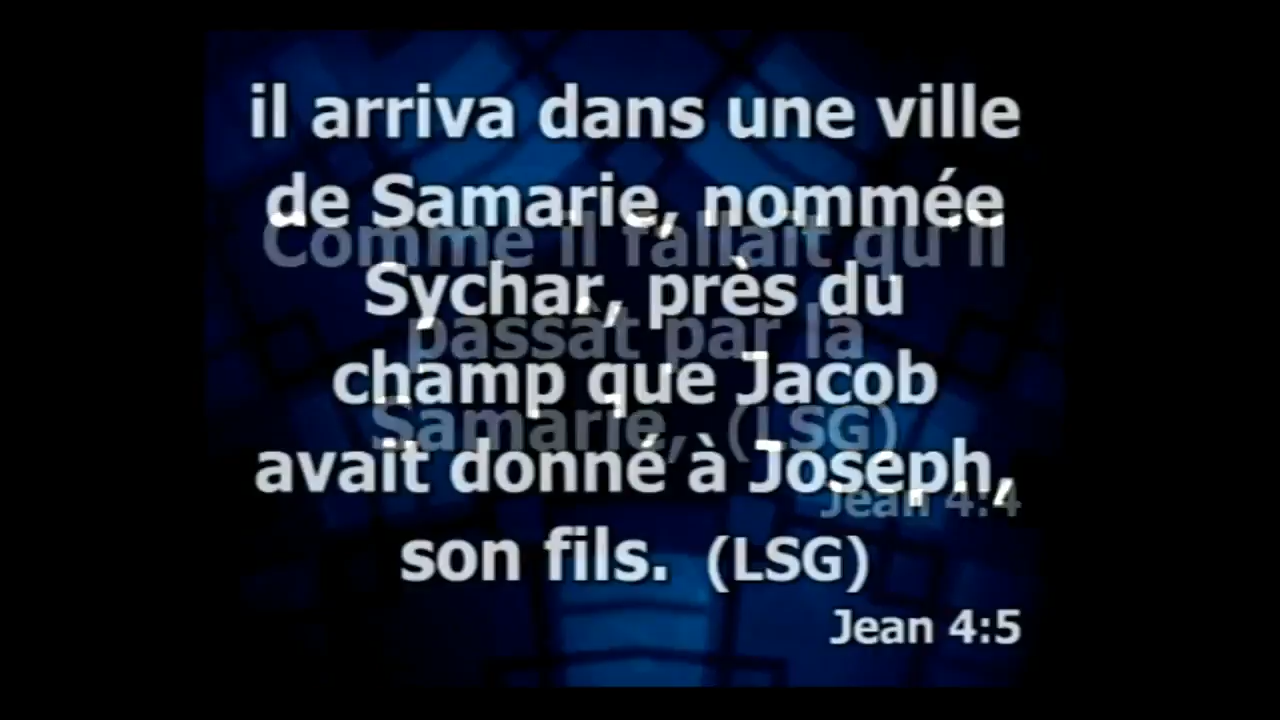 il arriva dans une ville
de Samarie, nommée
Comme il fallait qu'il
Sychar, près du
passât par la
champ que Jacob
Samarie, (LSG)
avait donné à Joseph,
Jean 4:4
son fils. (LSG)
Jean 4:5